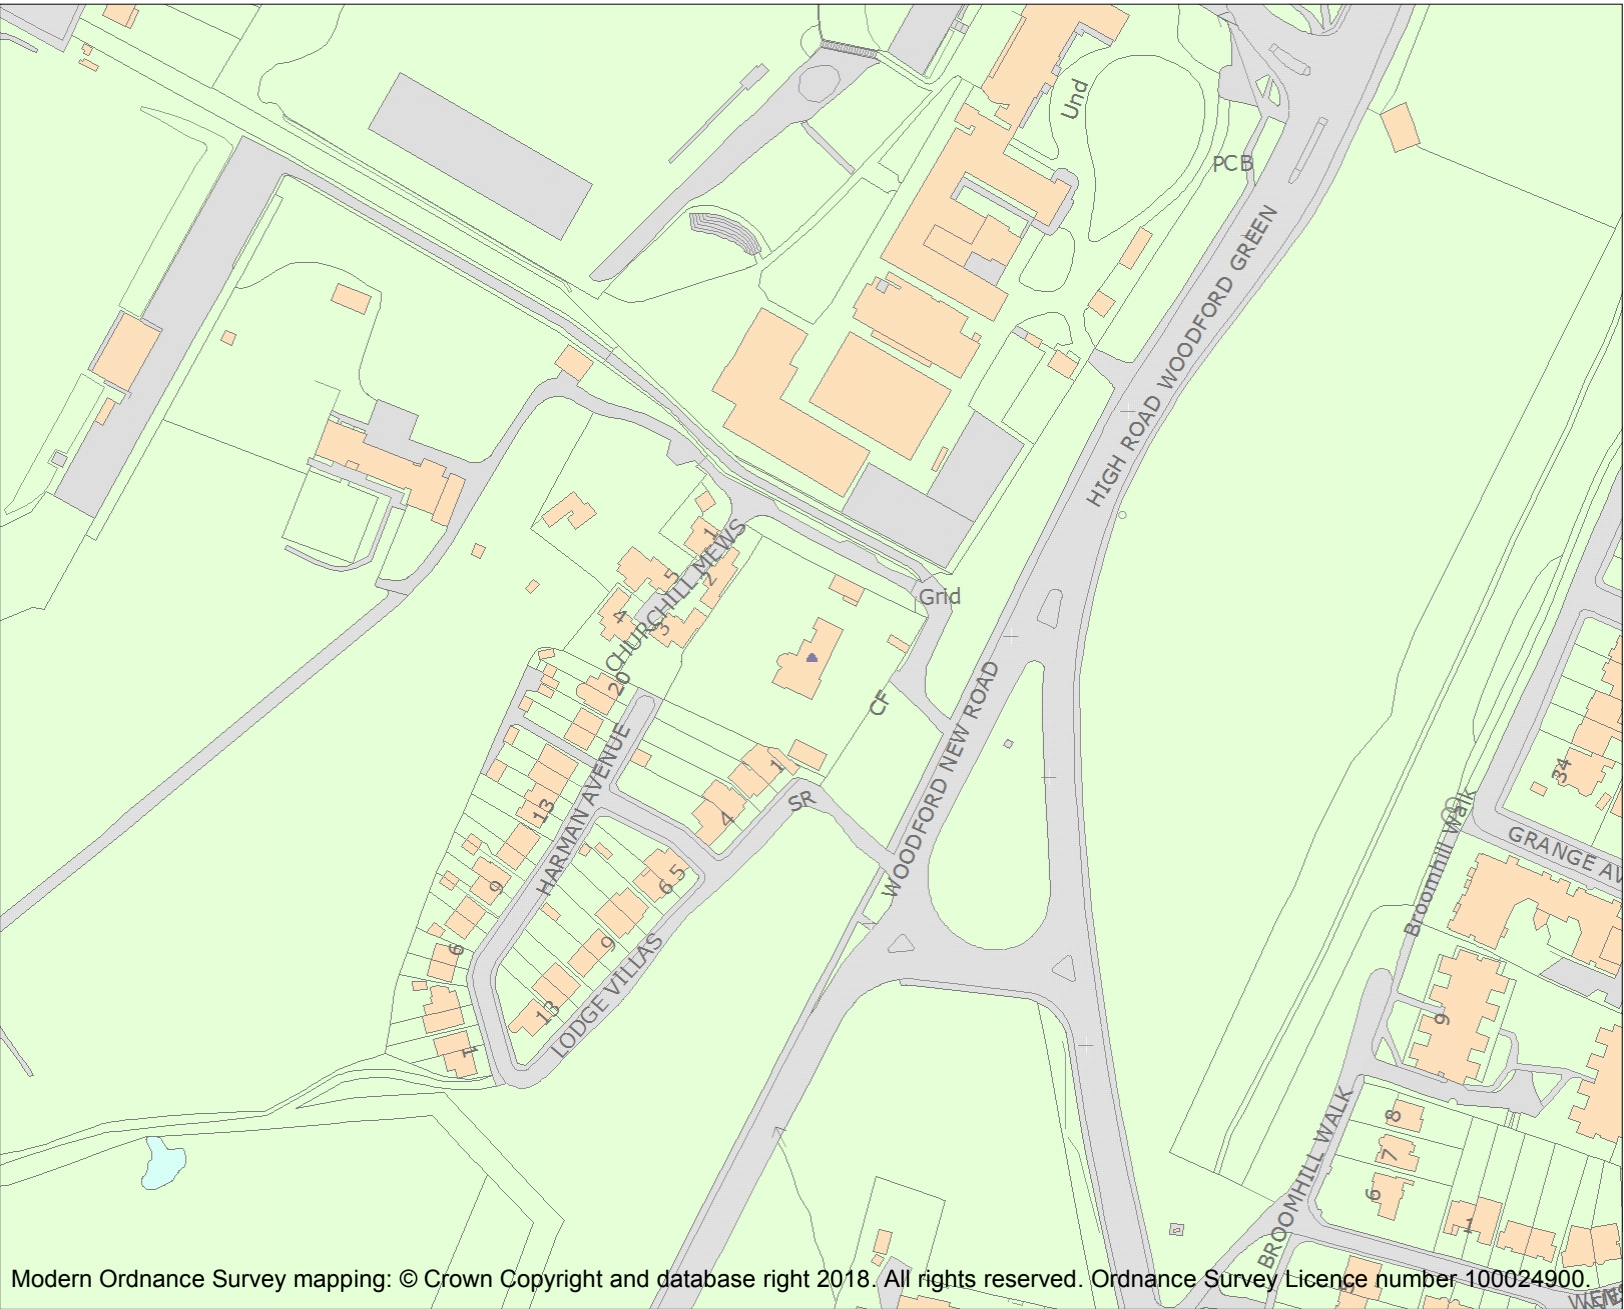 Und
PCB
HIGH ROAD WOODFORD GREEN
1
CHURCHILL MEWS
2
5
4
3
Grid
20
CF
WOODFORD NEW ROAD
HARMAN AVENUE
1
4
SR
13
34
Broomhill Walk
GRANGE AV
6 5
9
9
6
9
13
LODGE VILLAS
1
9
BROOMHILL WALK
8
7
6
1
Modern Ordnance Survey mapping: © Crown Copyright and database right 2018. All rights reserved. Ordnance Survey Licence number 100024900.